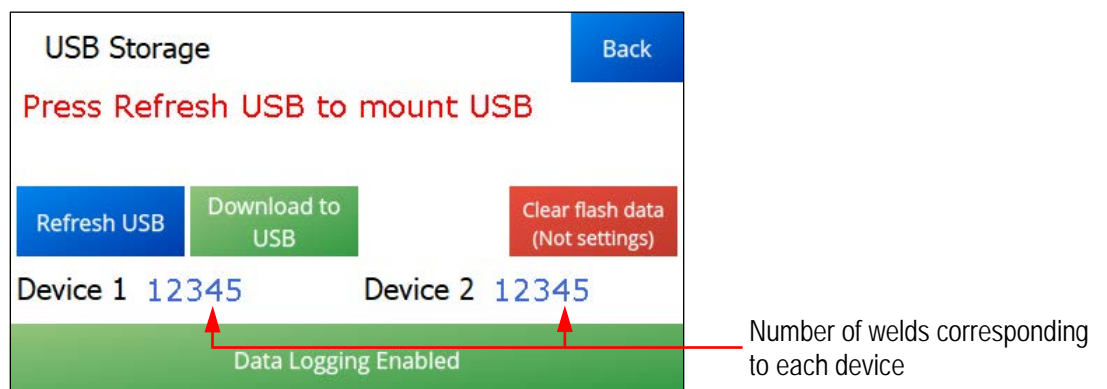 USB Storage
Back
Press Refresh USB to mount USB
Refresh USB
Download to
USB
Clear flash data
(Not settings)
Device 1 12345
Device 2 12345
Data Logging Enabled
Number of welds corresponding
to each device